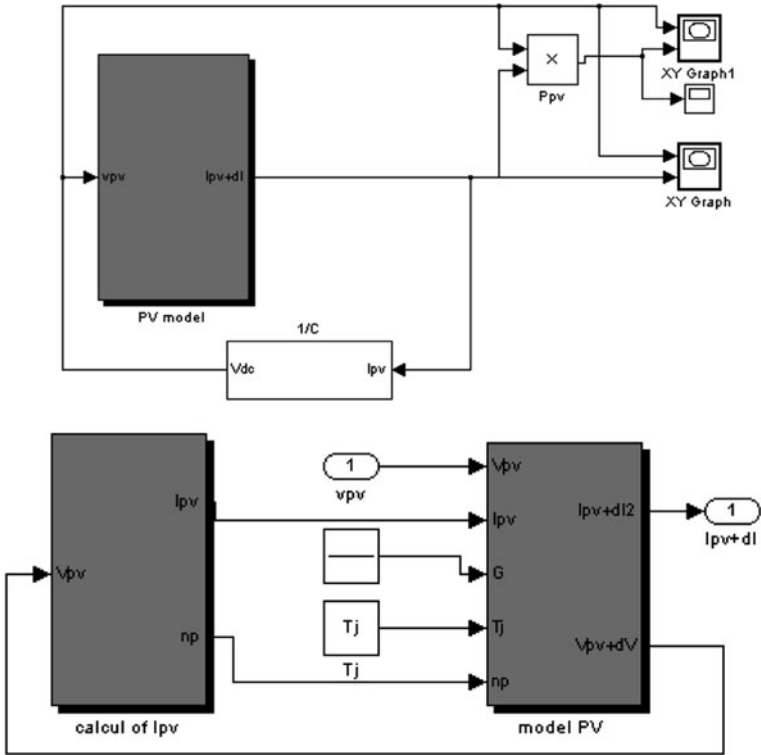 ×
Ppv
XY Graph1
vpv
Ipv+dI
XY Graph
PV model
1/C
Vdc
Ipv
Ipv
Vpv
np
calcul of Ipv
1
vpv
Tj
Tj
Vpv
Ipv
G
Tj
np
Ipv+dI2
Vpv+dV
model PV
1
Ipv+dI